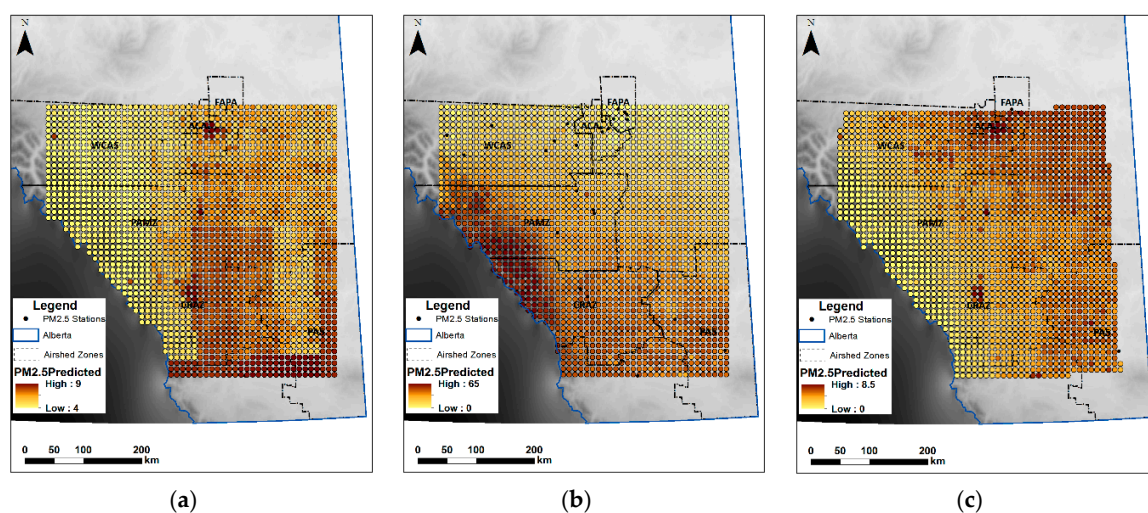 N
FAPA
WCAS
PAMZ
CRAZ
PAS
Legend
PM2.5 Stations
Alberta
Airshed Zones
PM2.5Predicted
High : 9
Low : 4
0 50 100 200
km
(a)
N
FAPA
WCAS
PAMZ
CRAZ
PAS
Legend
PM2.5 Stations
Alberta
Airshed Zones
PM2.5Predicted
High : 65
Low : 0
0 50 100 200
km
(b)
N
FAPA
WCAS
PAMZ
CRAZ
PAS
Legend
PM2.5 Stations
Alberta
Airshed Zones
PM2.5Predicted
High : 8.5
Low : 0
0 50 100 200
km
(c)